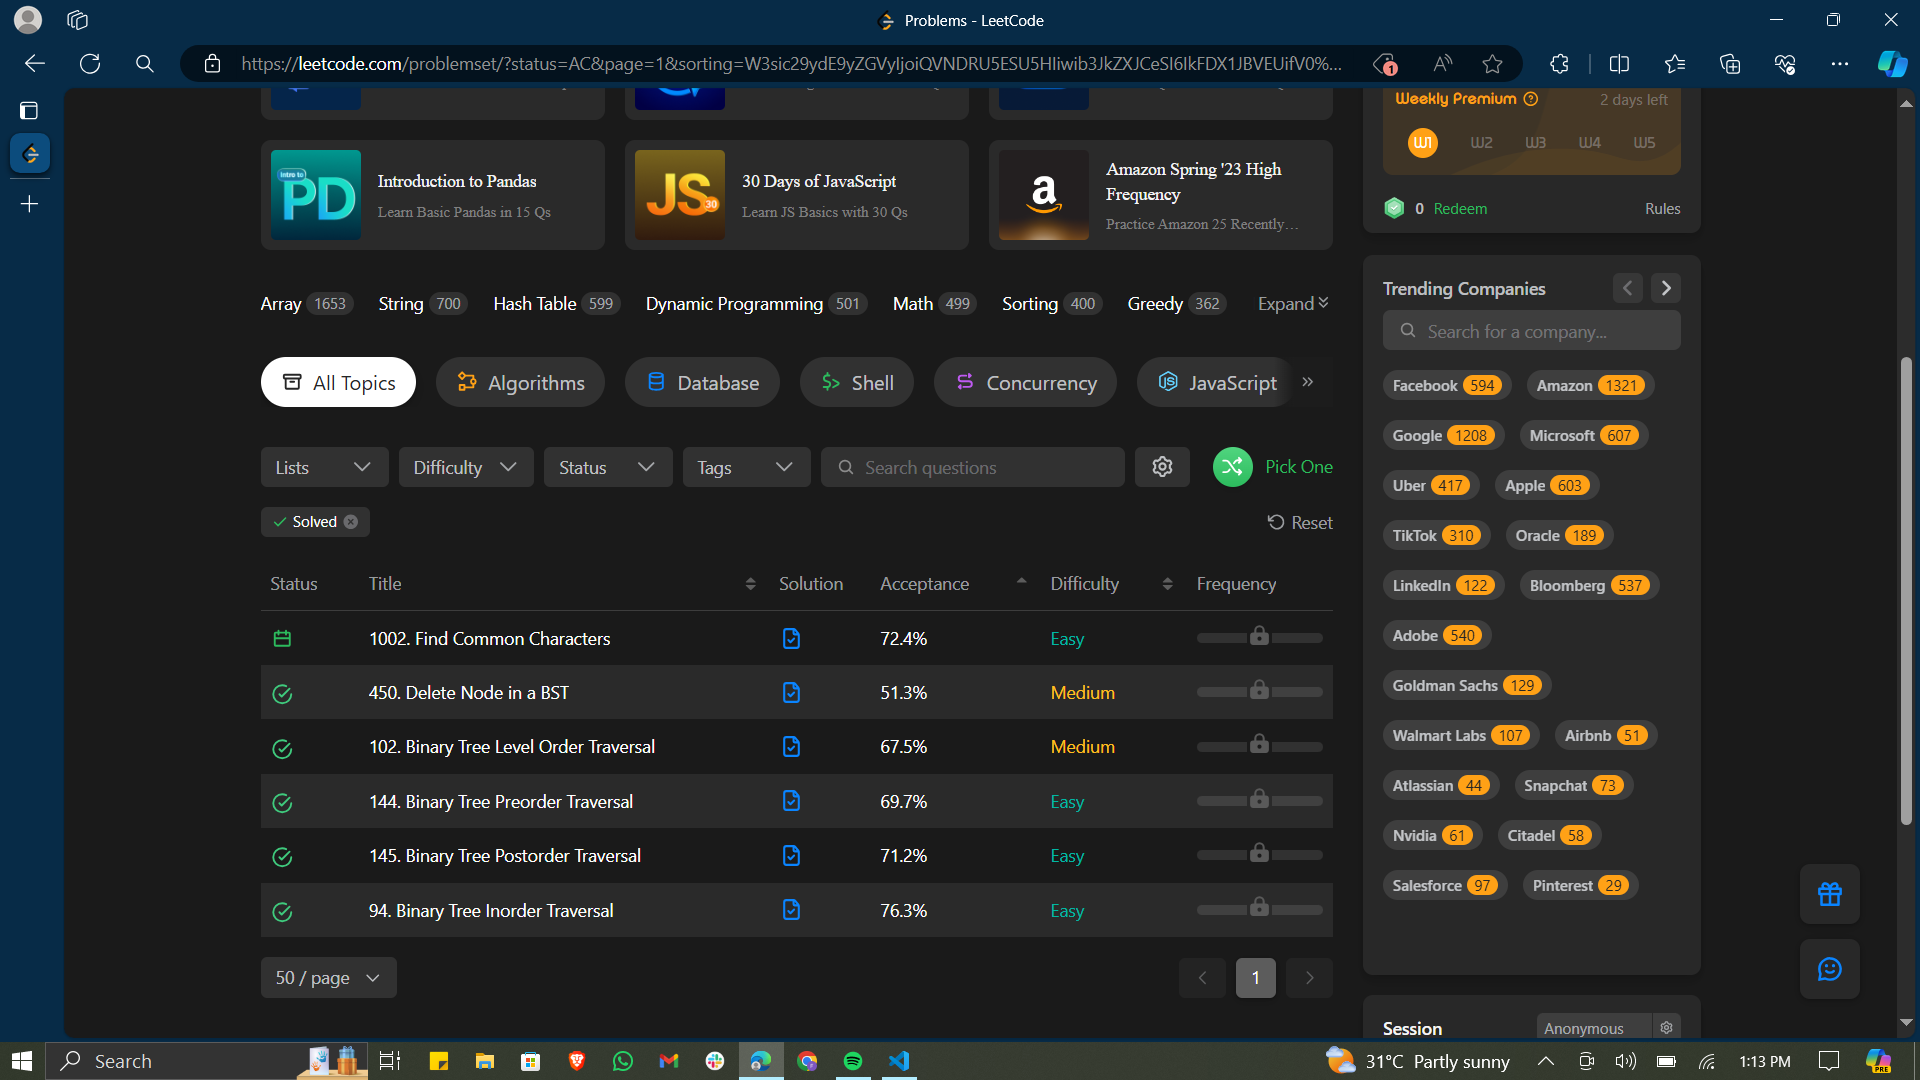 Problems - LeetCode
https://leetcode.com/problemset/?status=AC&page=1&sorting=W3sic29ydE9yZGVyIjoiQVNDRU5ESU5HIiwib3JkZXJCeSI6IkFDX1JBVEUifV0%...
1
Weekly Premium
2 days left
W1 W2 W3 W4 W5
0 Redeem
Rules
Intro to
PD
Introduction to Pandas
Learn Basic Pandas in 15 Qs
JS
30
30 Days of JavaScript
Learn JS Basics with 30 Qs
a
Amazon Spring '23 High
Frequency
Practice Amazon 25 Recently...
Array 1653 String 700 Hash Table 599 Dynamic Programming 501 Math 499 Sorting 400 Greedy 362 Expand
All Topics Algorithms Database Shell Concurrency JavaScript
Lists Difficulty Status Tags Search questions Pick One
Solved
Reset
Status Title Solution Acceptance Difficulty Frequency
1002. Find Common Characters 72.4% Easy
450. Delete Node in a BST 51.3% Medium
102. Binary Tree Level Order Traversal 67.5% Medium
144. Binary Tree Preorder Traversal 69.7% Easy
145. Binary Tree Postorder Traversal 71.2% Easy
94. Binary Tree Inorder Traversal 76.3% Easy
50 / page
1
Trending Companies
Search for a company...
Facebook 594 Amazon 1321
Google 1208 Microsoft 607
Uber 417 Apple 603
TikTok 310 Oracle 189
LinkedIn 122 Bloomberg 537
Adobe 540
Goldman Sachs 129
Walmart Labs 107 Airbnb 51
Atlassian 44 Snapchat 73
Nvidia 61 Citadel 58
Salesforce 97 Pinterest 29
Session
Anonymous
Search
31°C Partly sunny
1:13 PM
PRE